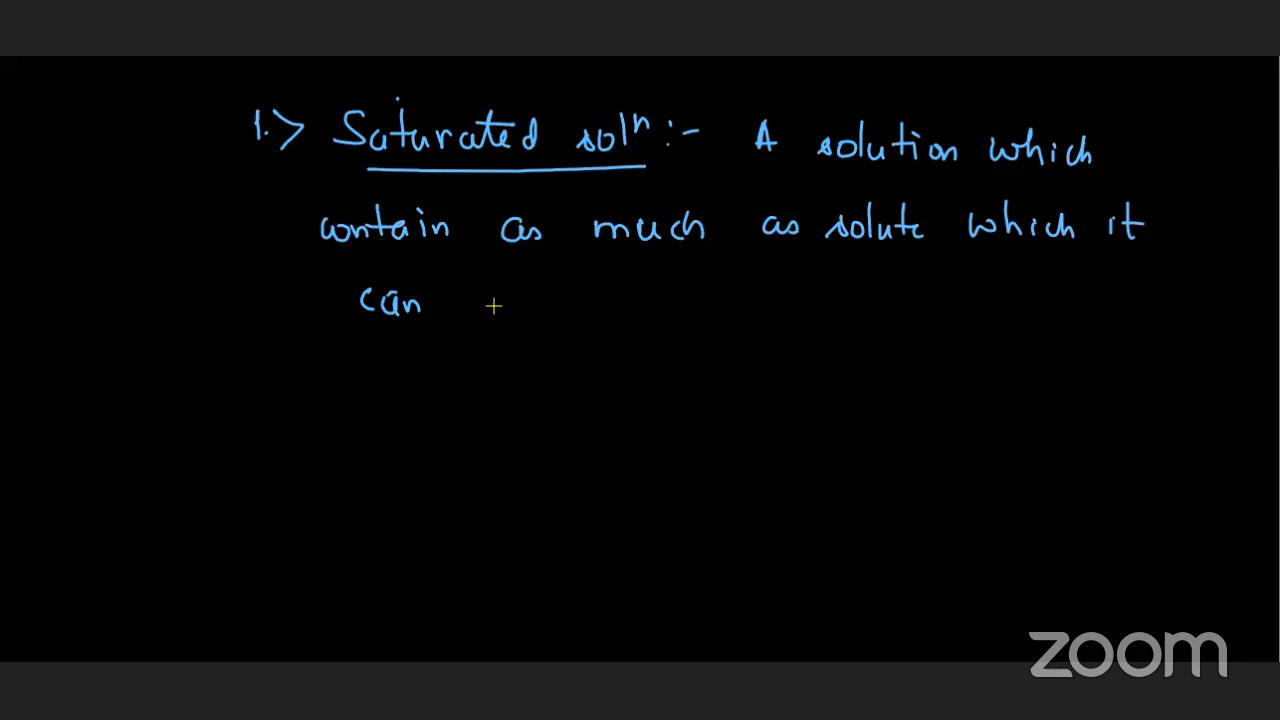 1.> Saturated solⁿ :- A solution which
contain as much as solute which it
can
zoom